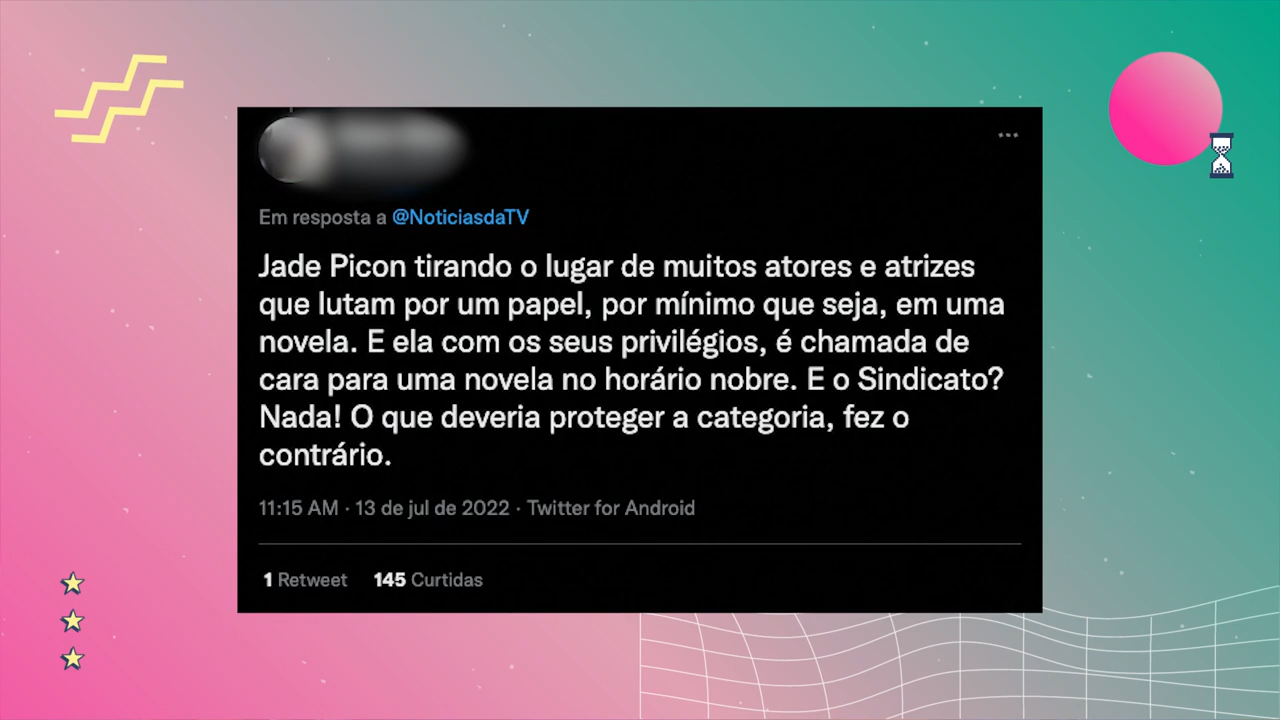 Em resposta a @NoticiasdaTV
Jade Picon tirando o lugar de muitos atores e atrizes
que lutam por um papel, por mínimo que seja, em uma
novela. E ela com os seus privilégios, é chamada de
cara para uma novela no horário nobre. E o Sindicato?
Nada! O que deveria proteger a categoria, fez o
contrário.
11:15 AM · 13 de jul de 2022 · Twitter for Android
1 Retweet 145 Curtidas